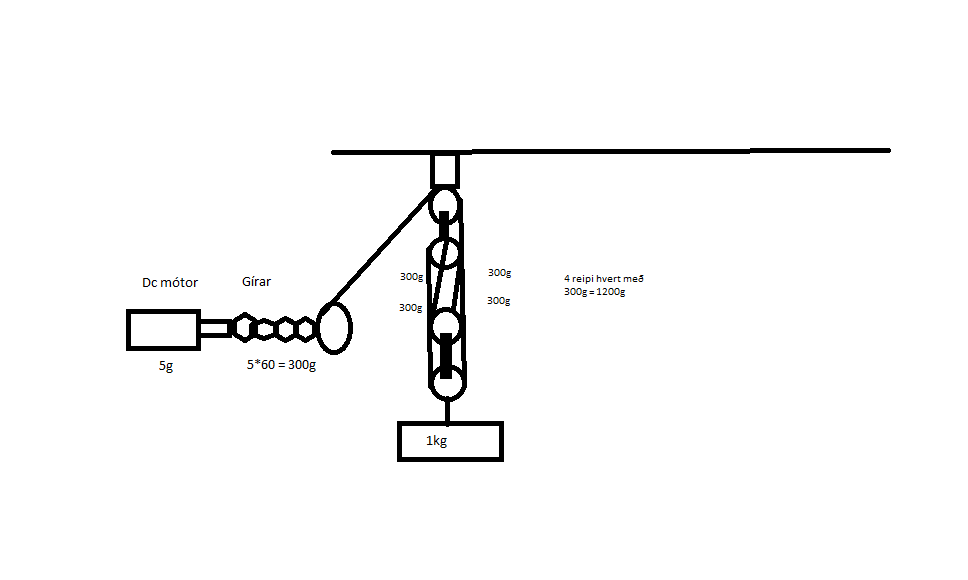 Dc mótor
Gírar
5g
5*60 = 300g
300g
300g
300g
300g
4 reipi hvert með
300g = 1200g
1kg